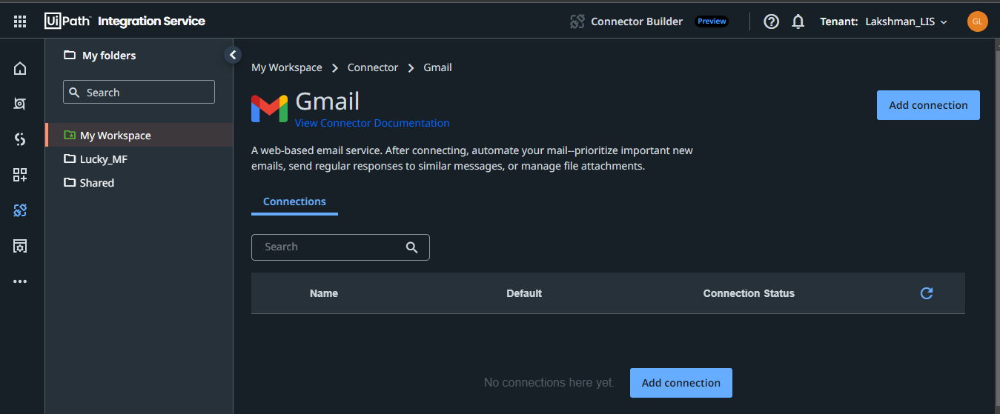 UiPath Integration Service
Connector Builder Preview
Tenant: Lakshman_LIS
GL
My folders
Search
My Workspace
Lucky_MF
Shared
My Workspace > Connector > Gmail
Gmail
View Connector Documentation
Add connection
A web-based email service. After connecting, automate your mail--prioritize important new
emails, send regular responses to similar messages, or manage file attachments.
Connections
Search
Name Default Connection Status
No connections here yet. Add connection